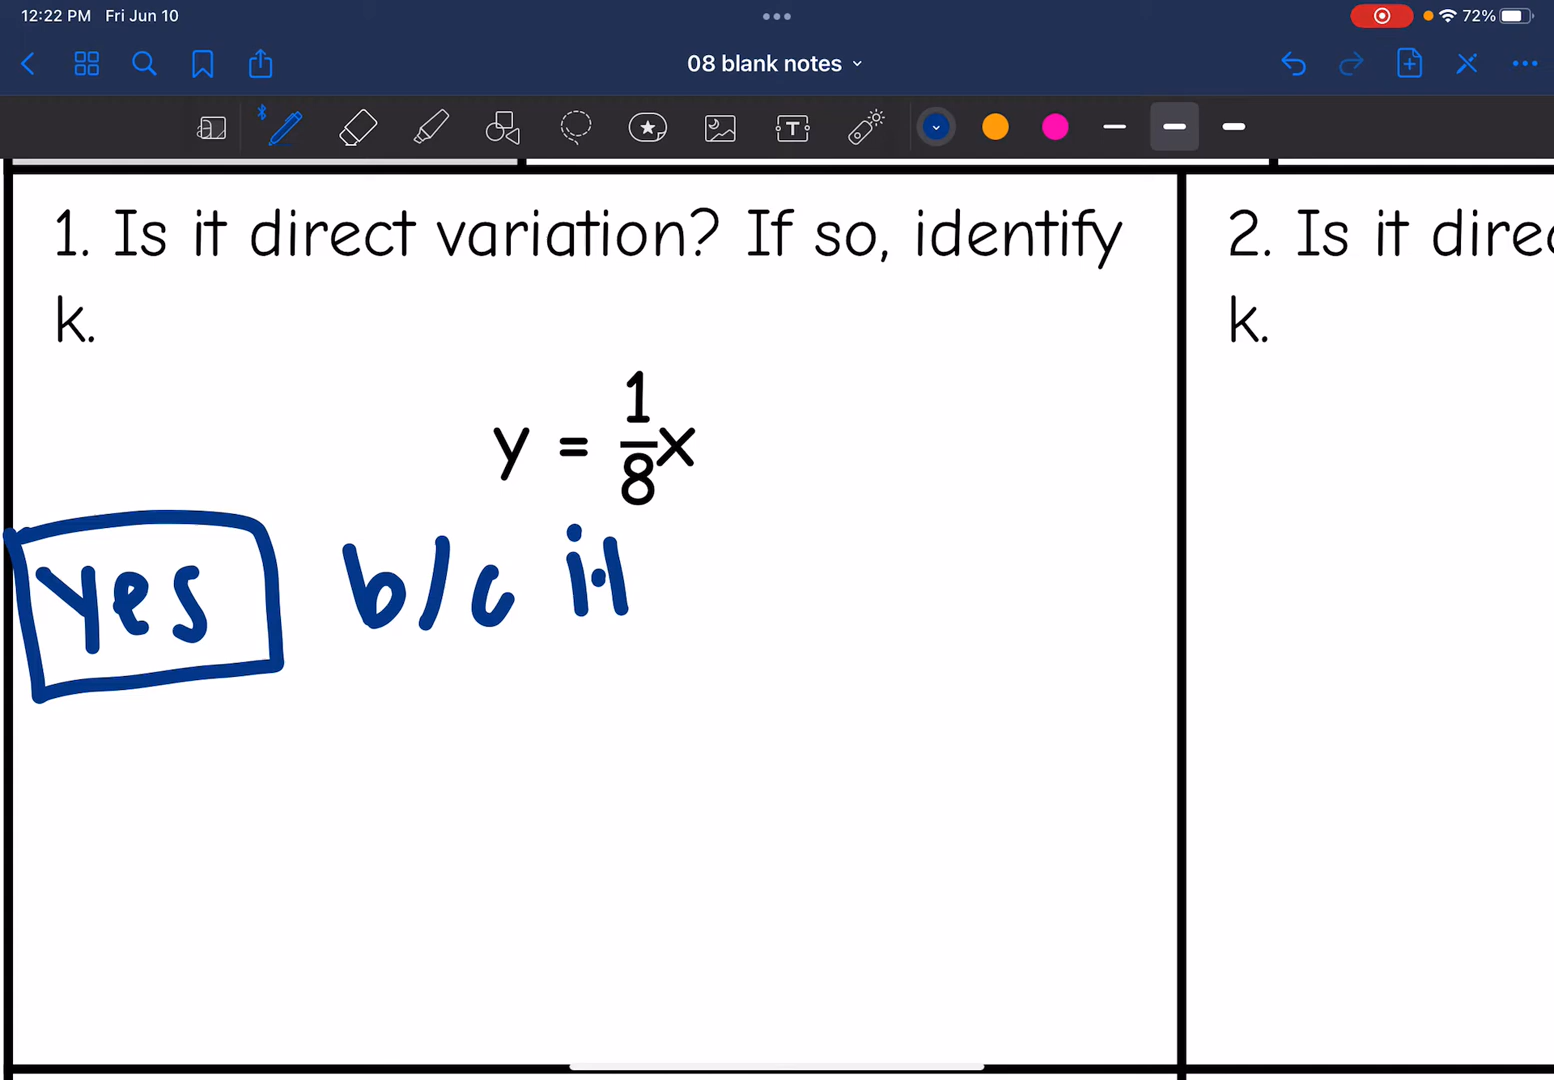 12:22 PM Fri Jun 10
72%
08 blank notes
T
1. Is it direct variation? If so, identify
k.
y = 1/8x
yes b/c it
2. Is it direc
k.